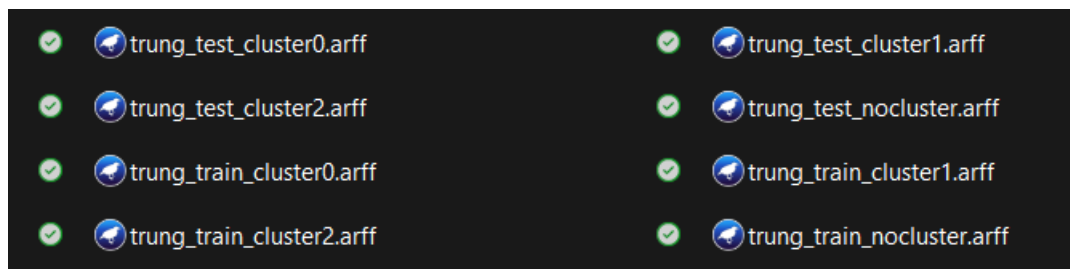 trung_test_cluster0.arff
trung_test_cluster1.arff
trung_test_cluster2.arff
trung_test_nocluster.arff
trung_train_cluster0.arff
trung_train_cluster1.arff
trung_train_cluster2.arff
trung_train_nocluster.arff